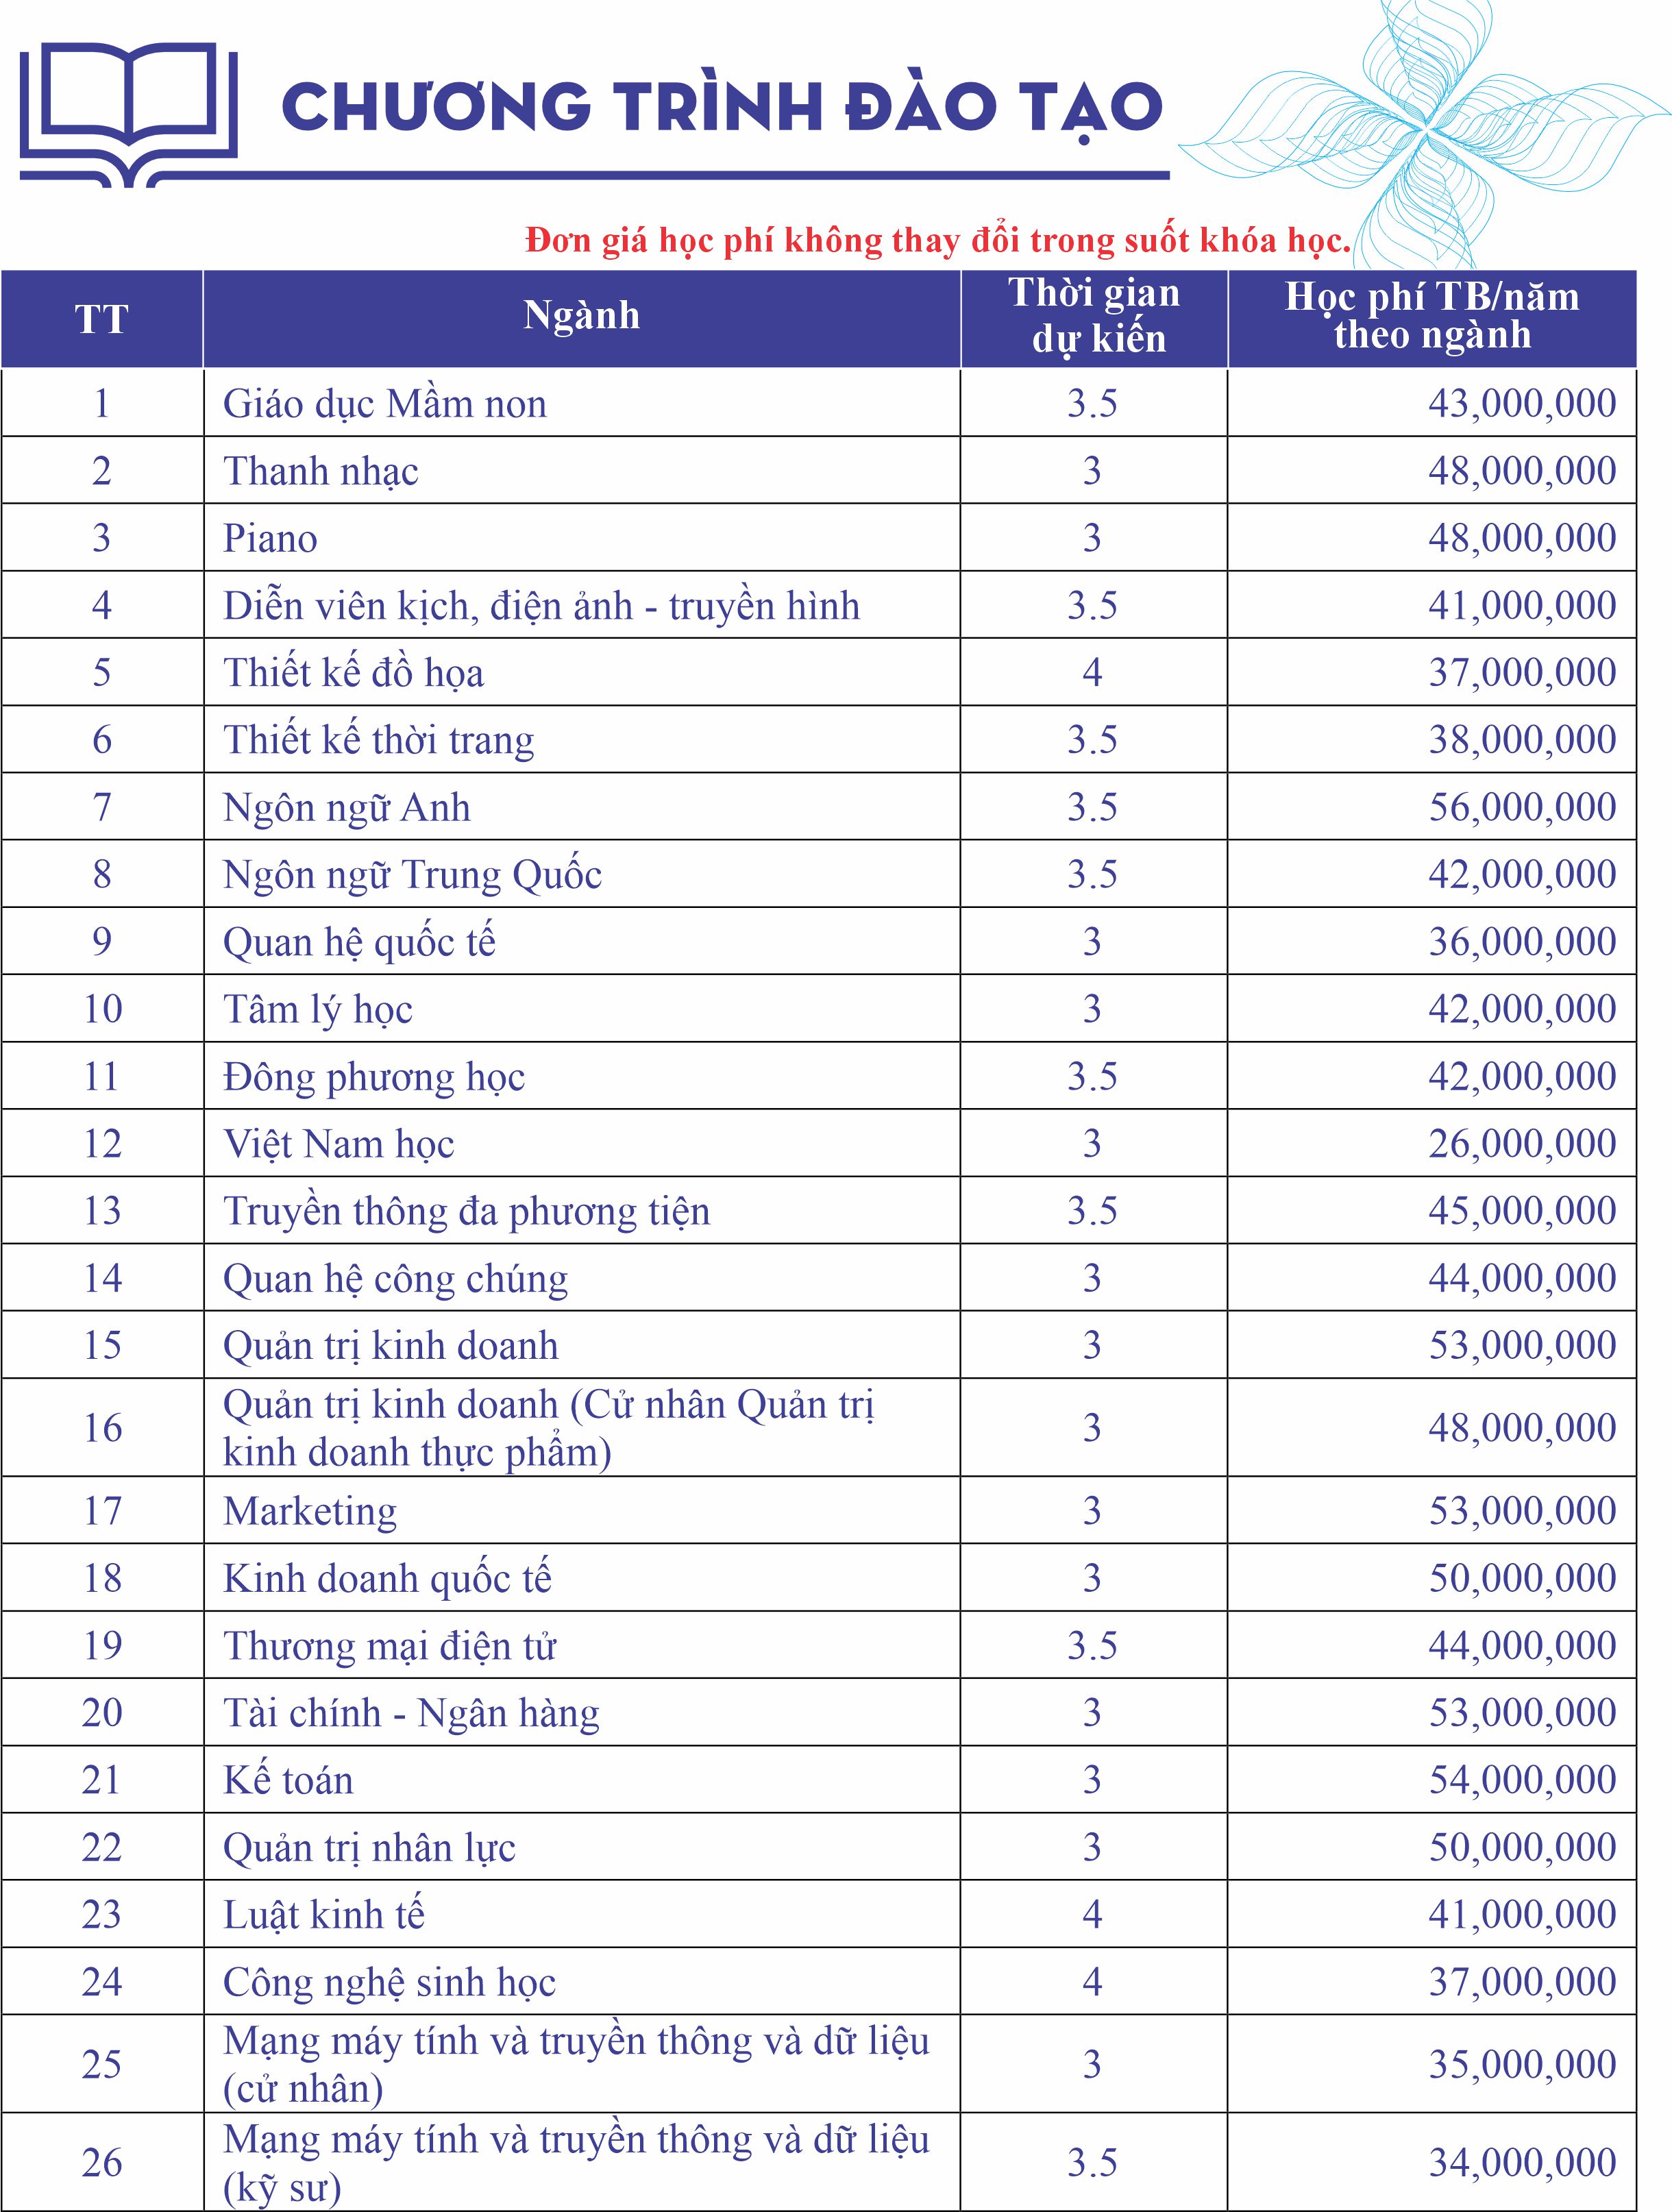 CHƯƠNG TRÌNH ĐÀO TẠO
Đơn giá học phí không thay đổi trong suốt khóa học.
TT Ngành Thời gian dự kiến Học phí TB/năm theo ngành
1 Giáo dục Mầm non 3.5 43,000,000
2 Thanh nhạc 3 48,000,000
3 Piano 3 48,000,000
4 Diễn viên kịch, điện ảnh - truyền hình 3.5 41,000,000
5 Thiết kế đồ họa 4 37,000,000
6 Thiết kế thời trang 3.5 38,000,000
7 Ngôn ngữ Anh 3.5 56,000,000
8 Ngôn ngữ Trung Quốc 3.5 42,000,000
9 Quan hệ quốc tế 3 36,000,000
10 Tâm lý học 3 42,000,000
11 Đông phương học 3.5 42,000,000
12 Việt Nam học 3 26,000,000
13 Truyền thông đa phương tiện 3.5 45,000,000
14 Quan hệ công chúng 3 44,000,000
15 Quản trị kinh doanh 3 53,000,000
16 Quản trị kinh doanh (Cử nhân Quản trị
kinh doanh thực phẩm) 3 48,000,000
17 Marketing 3 53,000,000
18 Kinh doanh quốc tế 3 50,000,000
19 Thương mại điện tử 3.5 44,000,000
20 Tài chính - Ngân hàng 3 53,000,000
21 Kế toán 3 54,000,000
22 Quản trị nhân lực 3 50,000,000
23 Luật kinh tế 4 41,000,000
24 Công nghệ sinh học 4 37,000,000
25 Mạng máy tính và truyền thông và dữ liệu
(cử nhân) 3 35,000,000
26 Mạng máy tính và truyền thông và dữ liệu
(kỹ sư) 3.5 34,000,000